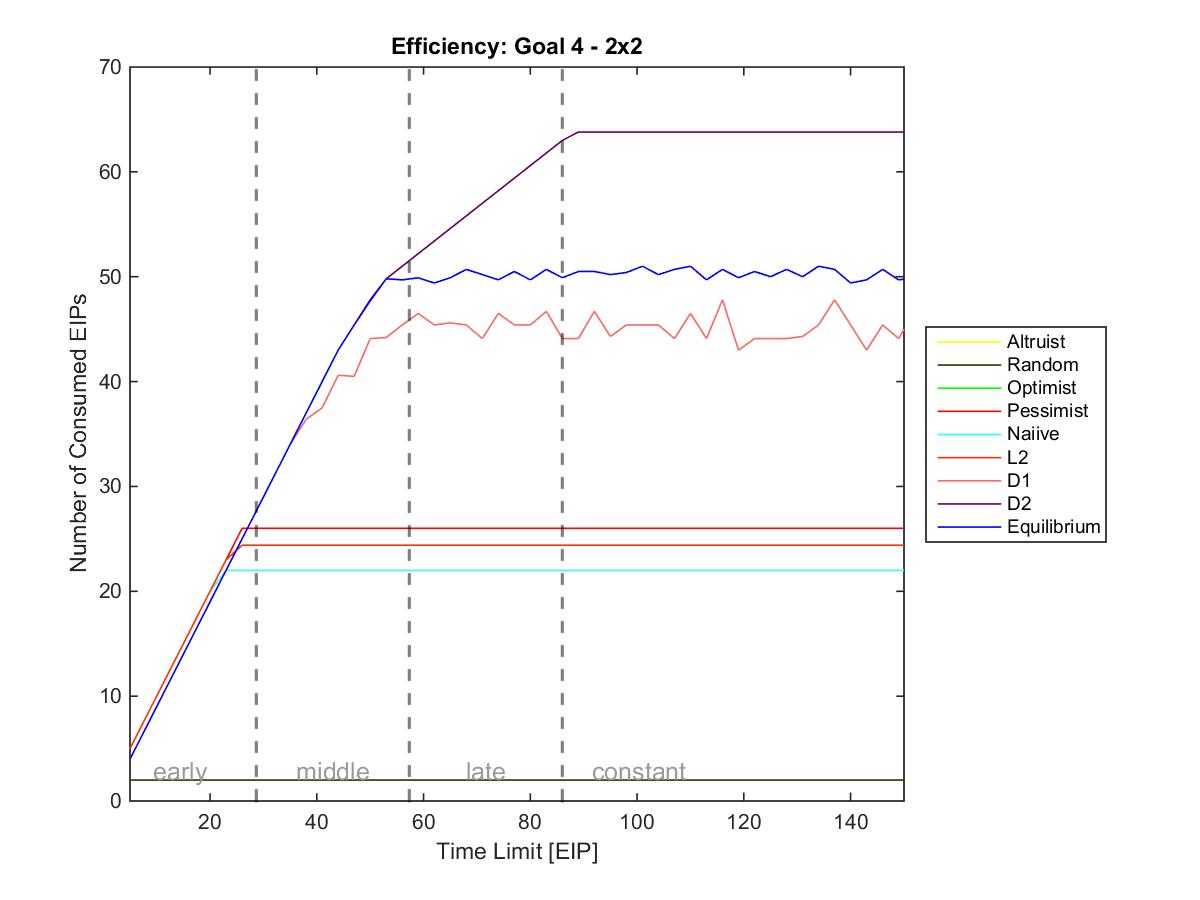 Efficiency: Goal 4 - 2x2
Number of Consumed EIPs
70
60
50
40
30
20
10
0
early middle late constant
20 40 60 80 100 120 140
Time Limit [EIP]
Altruist
Random
Optimist
Pessimist
Naiive
L2
D1
D2
Equilibrium